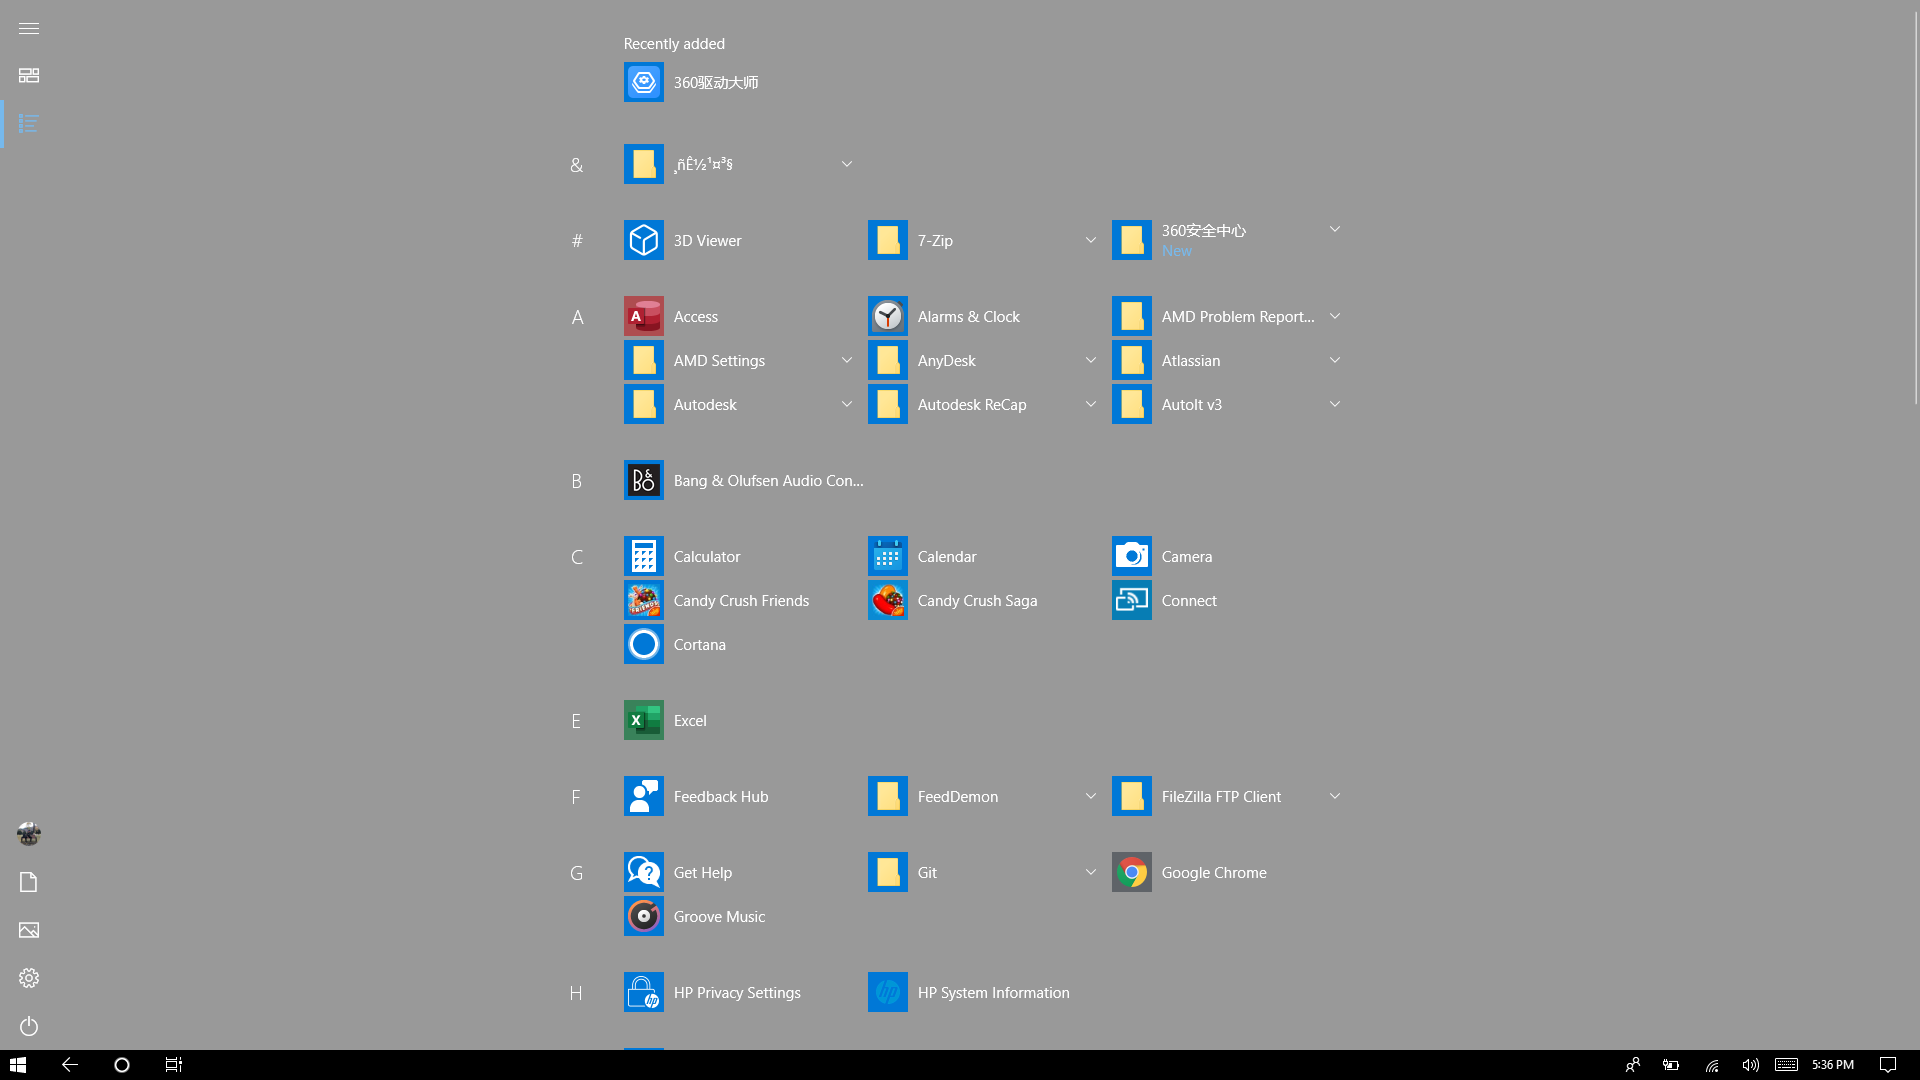 Recently added
360驱动大师
&
¸ñÊ½¹¤³§
#
3D Viewer
7-Zip
360安全中心
New
A
Access
Alarms & Clock
AMD Problem Report...
AMD Settings
AnyDesk
Atlassian
Autodesk
Autodesk ReCap
AutoIt v3
B
Bang & Olufsen Audio Con...
C
Calculator
Calendar
Camera
Candy Crush Friends
Candy Crush Saga
Connect
Cortana
E
Excel
F
Feedback Hub
FeedDemon
FileZilla FTP Client
G
Get Help
Git
Google Chrome
Groove Music
H
HP Privacy Settings
HP System Information
5:36 PM